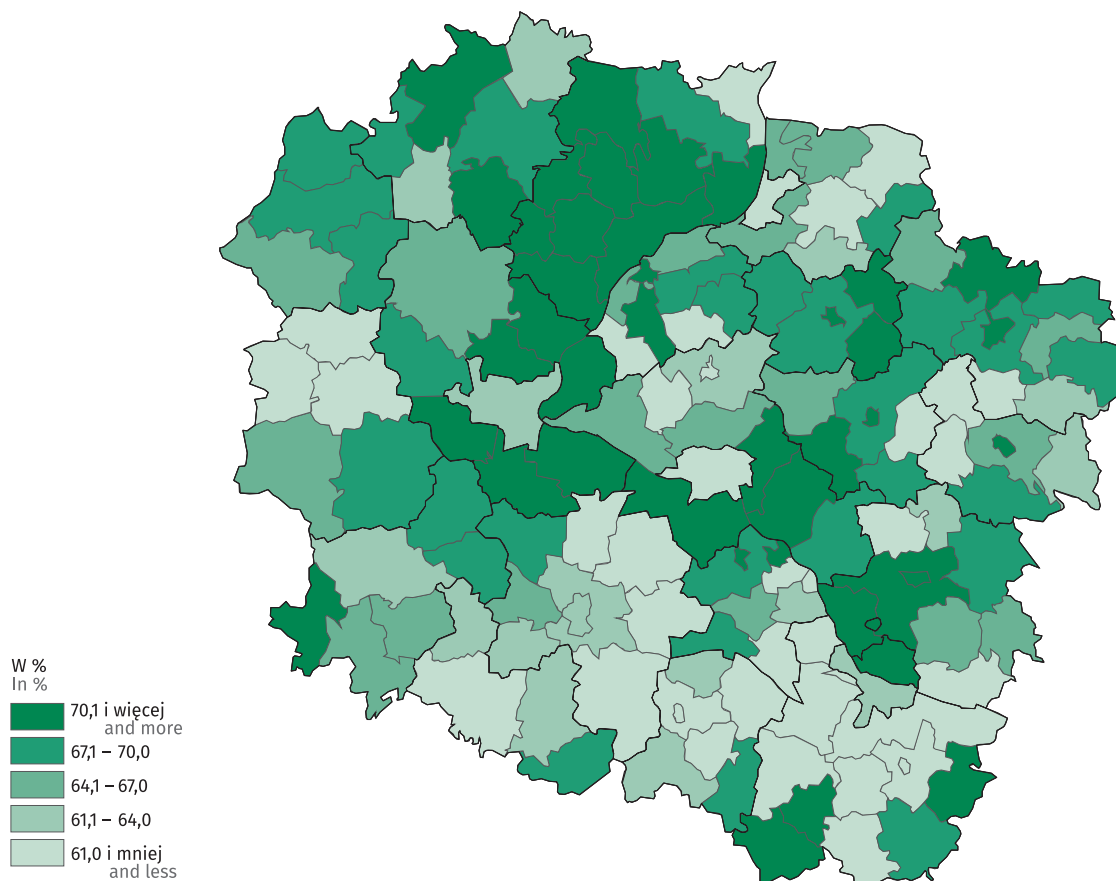 W %
In %
70,1 i więcej
and more
67,1 – 70,0
64,1 – 67,0
61,1 – 64,0
61,0 i mniej
and less